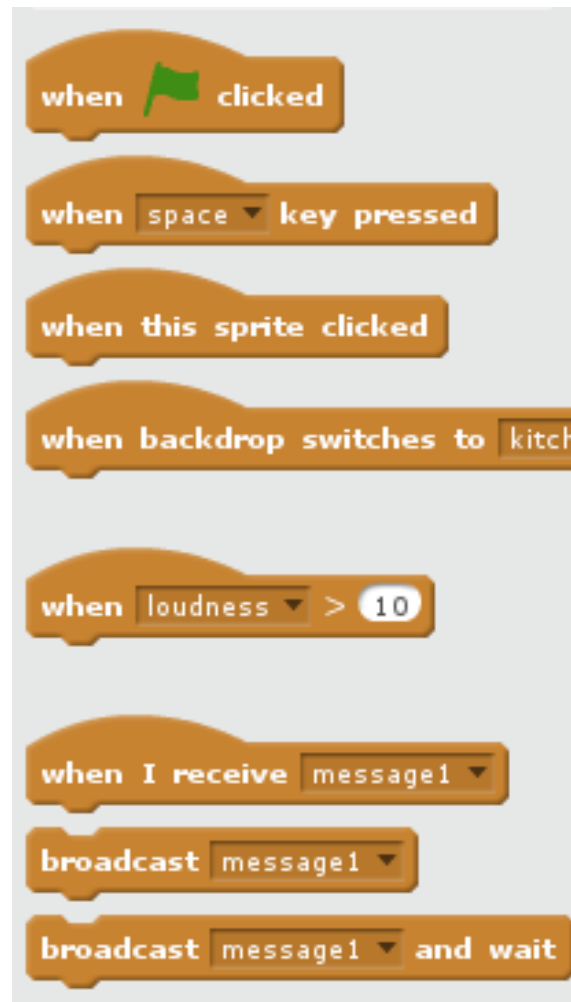 when clicked
when space key pressed
when this sprite clicked
when backdrop switches to kitch
when loudness > 10
when I receive message1
broadcast message1
broadcast message1 and wait